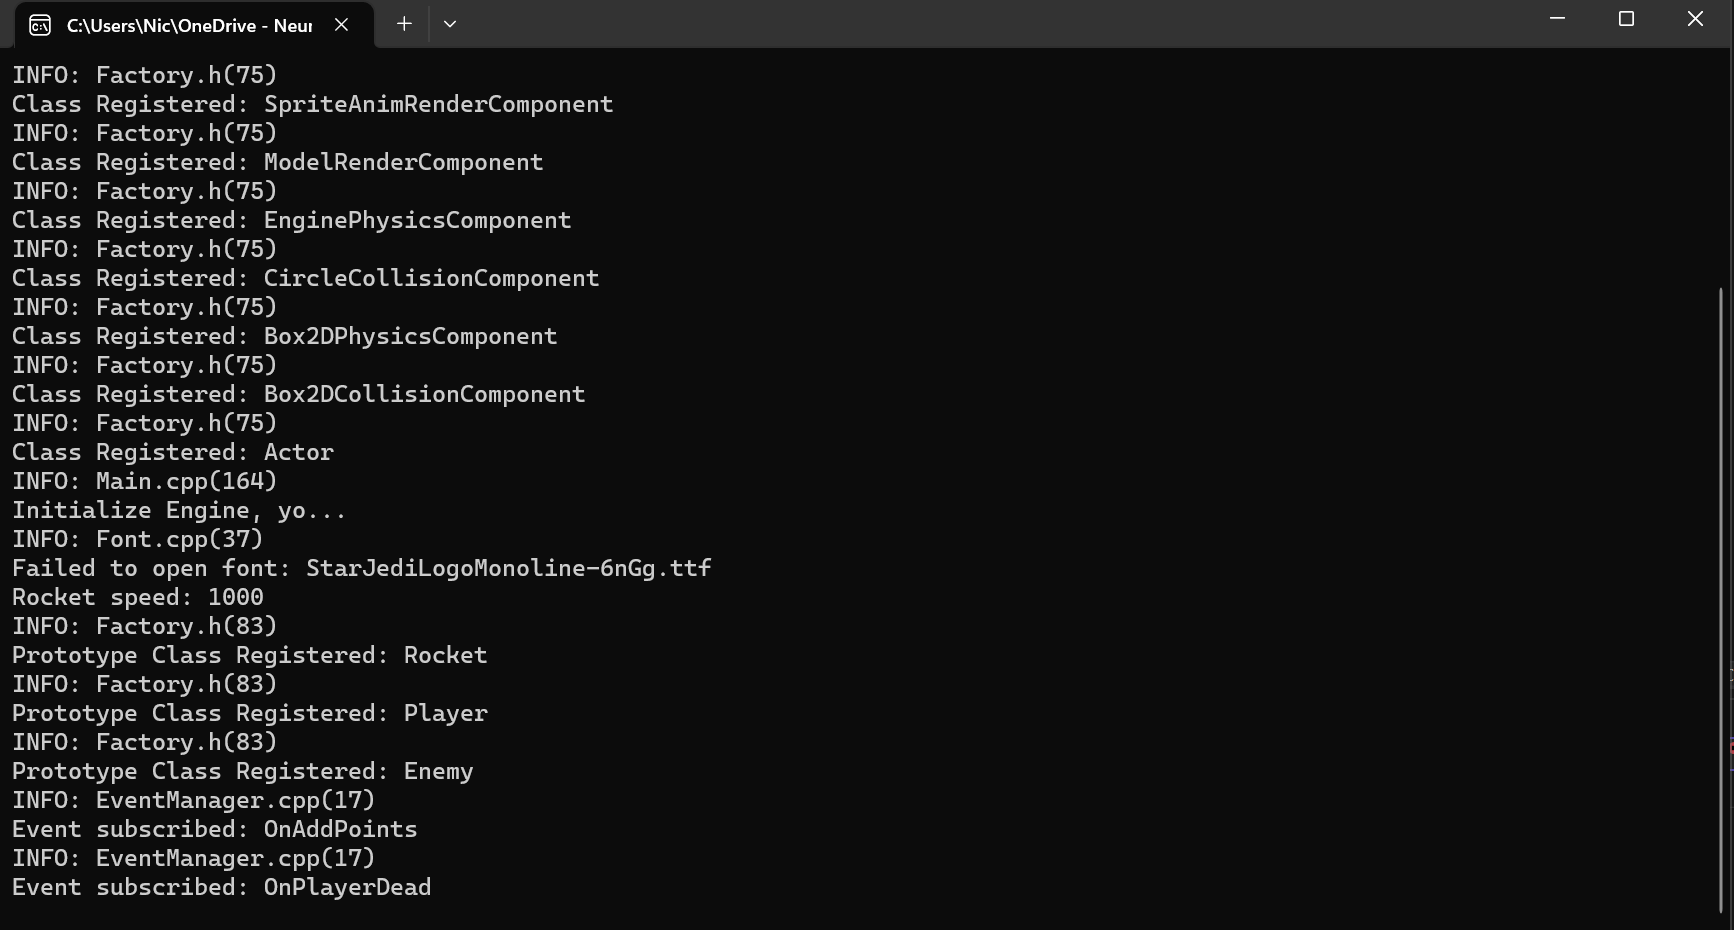 C:\Users\Nic\OneDrive - Neur
INFO: Factory.h(75)
Class Registered: SpriteAnimRenderComponent
INFO: Factory.h(75)
Class Registered: ModelRenderComponent
INFO: Factory.h(75)
Class Registered: EnginePhysicsComponent
INFO: Factory.h(75)
Class Registered: CircleCollisionComponent
INFO: Factory.h(75)
Class Registered: Box2DPhysicsComponent
INFO: Factory.h(75)
Class Registered: Box2DCollisionComponent
INFO: Factory.h(75)
Class Registered: Actor
INFO: Main.cpp(164)
Initialize Engine, yo...
INFO: Font.cpp(37)
Failed to open font: StarJediLogoMonoline-6nGg.ttf
Rocket speed: 1000
INFO: Factory.h(83)
Prototype Class Registered: Rocket
INFO: Factory.h(83)
Prototype Class Registered: Player
INFO: Factory.h(83)
Prototype Class Registered: Enemy
INFO: EventManager.cpp(17)
Event subscribed: OnAddPoints
INFO: EventManager.cpp(17)
Event subscribed: OnPlayerDead